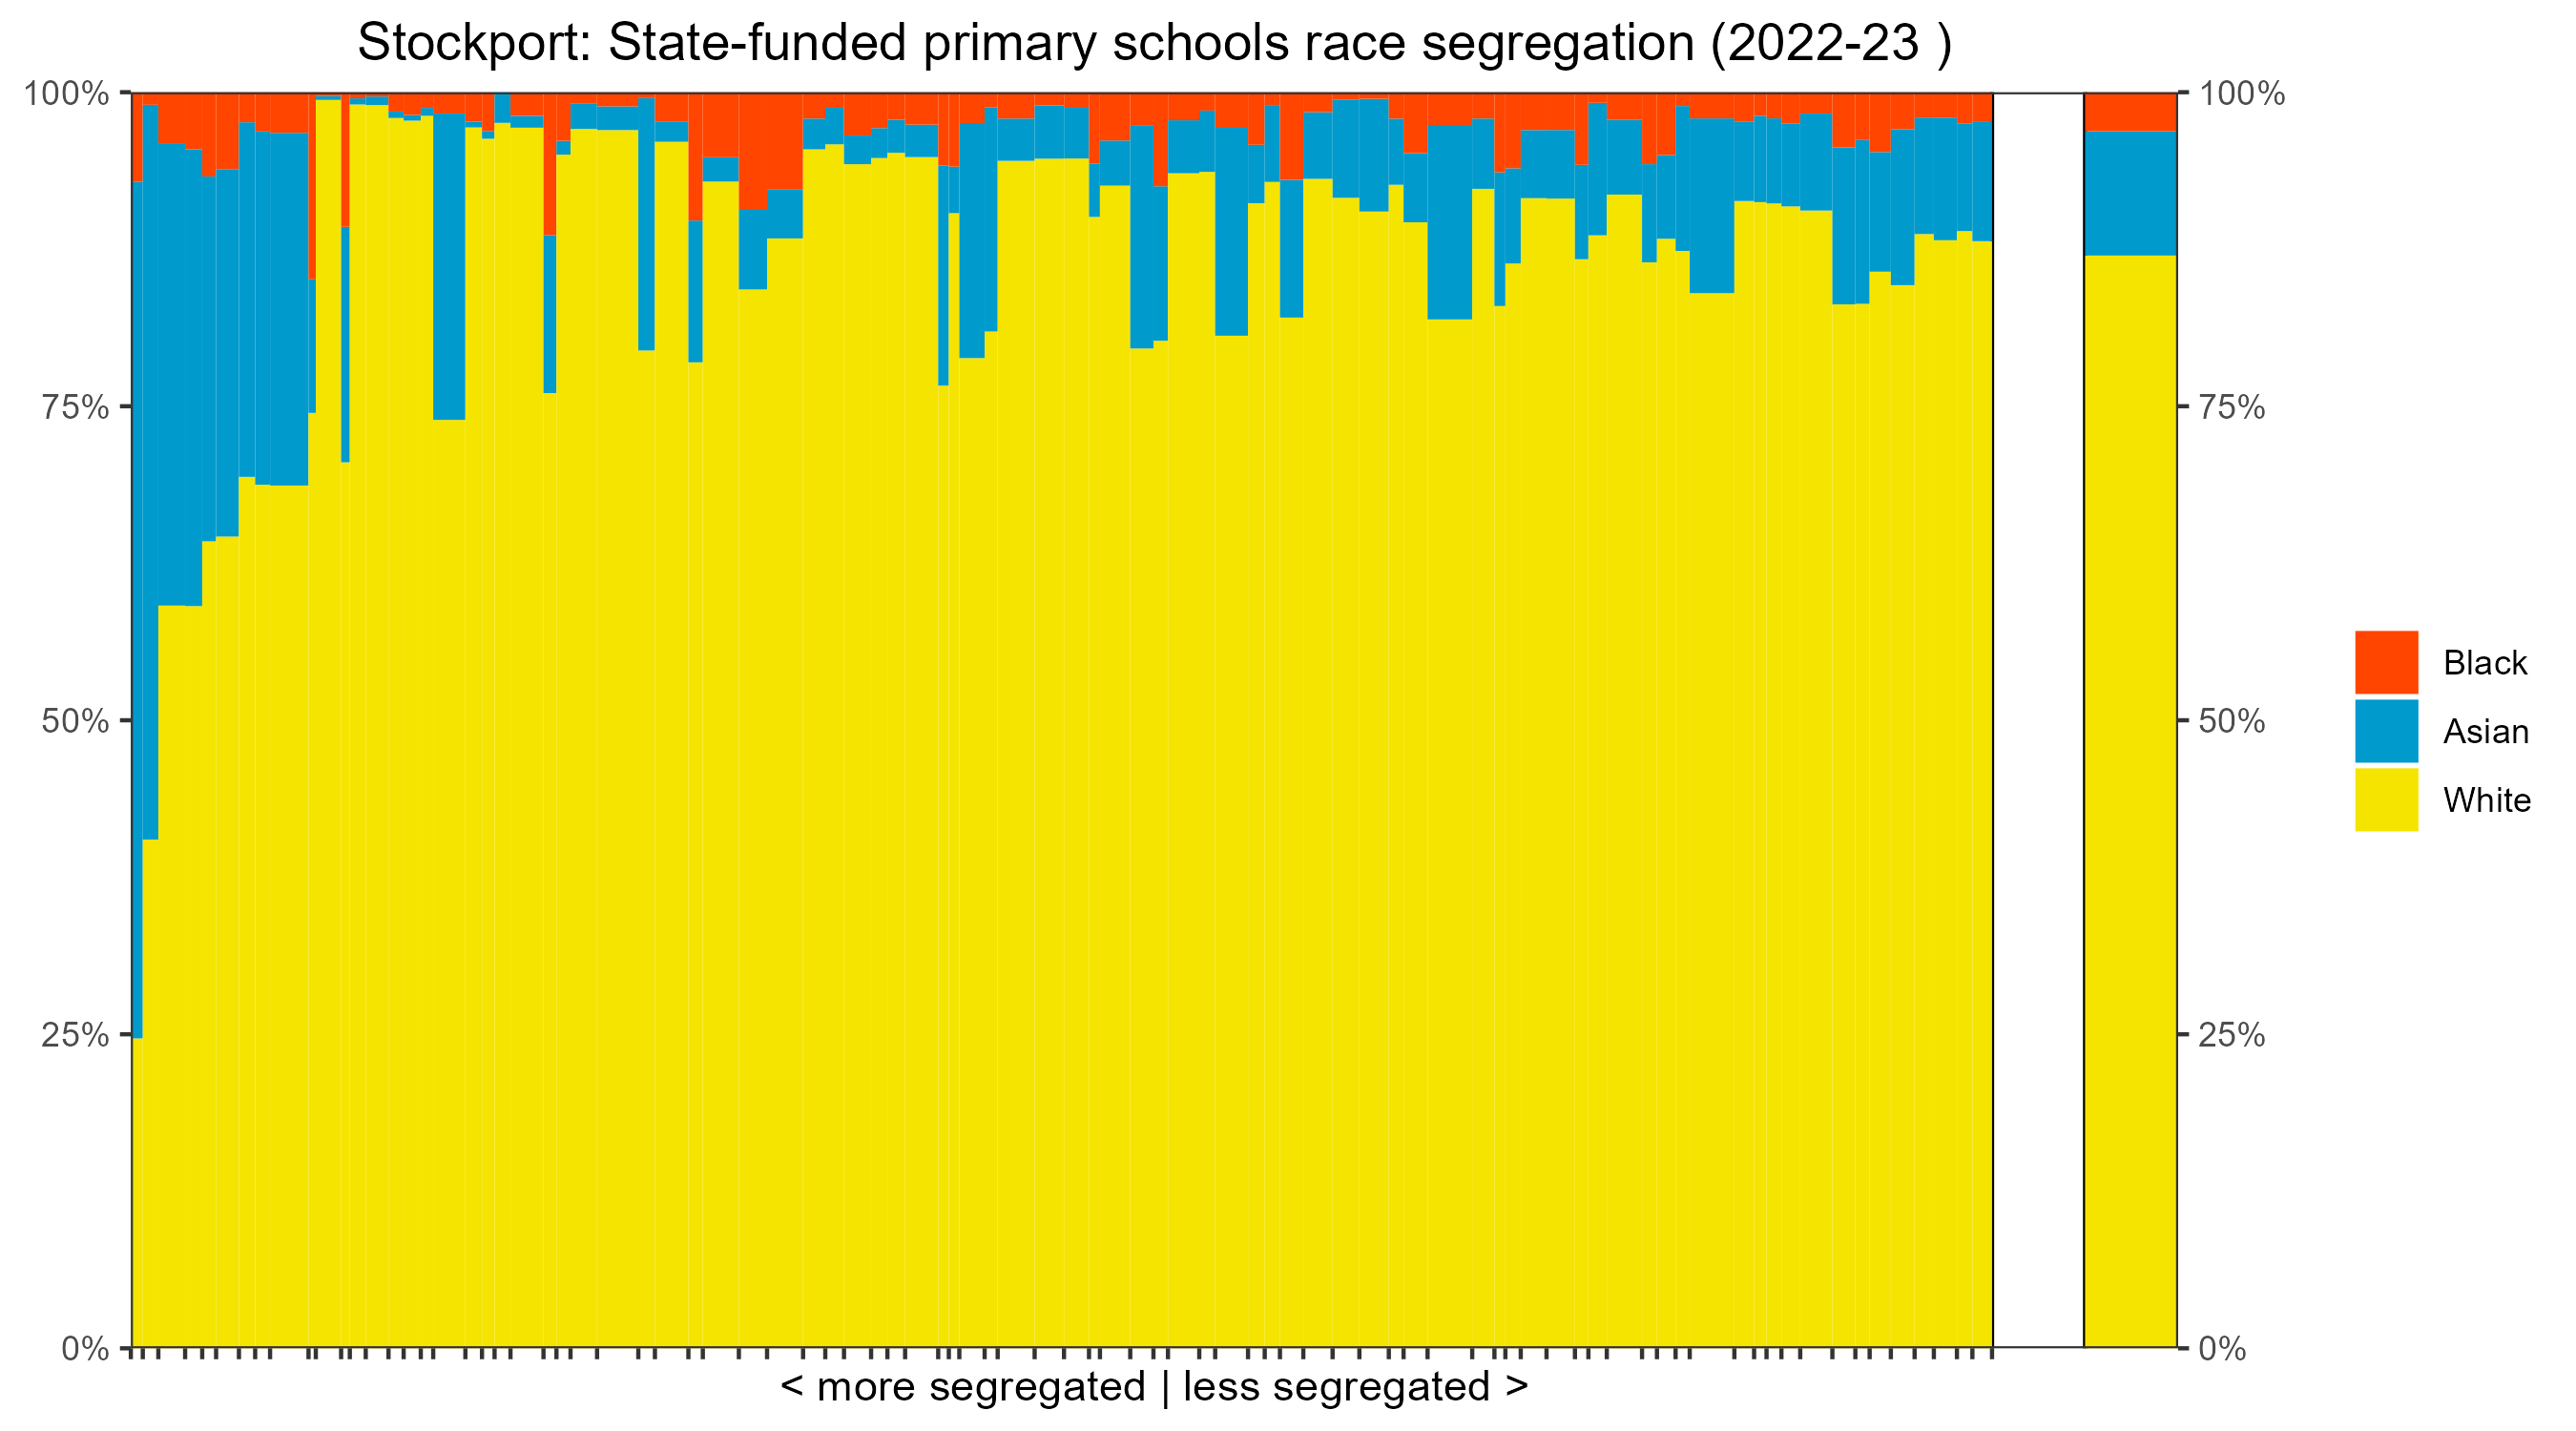 Stockport: State-funded primary schools race segregation (2022-23 )
100%
75%
50%
25%
0%
100%
75%
50%
25%
0%
Black
Asian
White
< more segregated | less segregated >